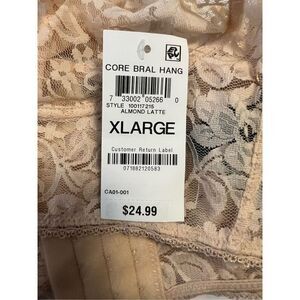 CORE BRAL HANG
7 33002 05266 0
STYLE 100117216
ALMOND LATTE
XLARGE
Customer Return Label
071882120583
CA01-001
$24.99